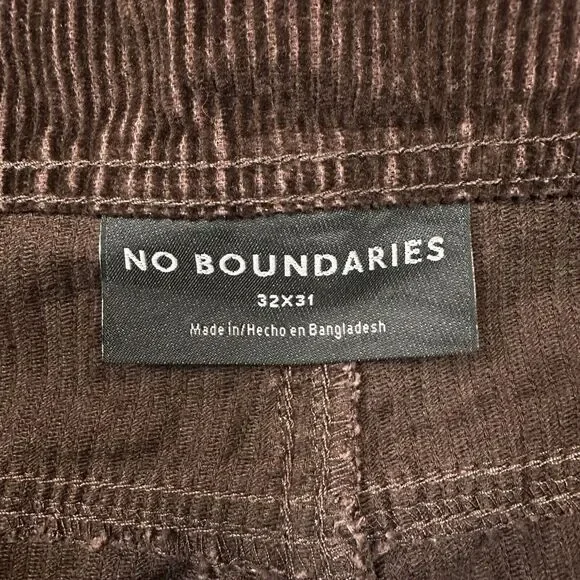 NO BOUNDARIES
32X31
Made in/Hecho en Bangladesh